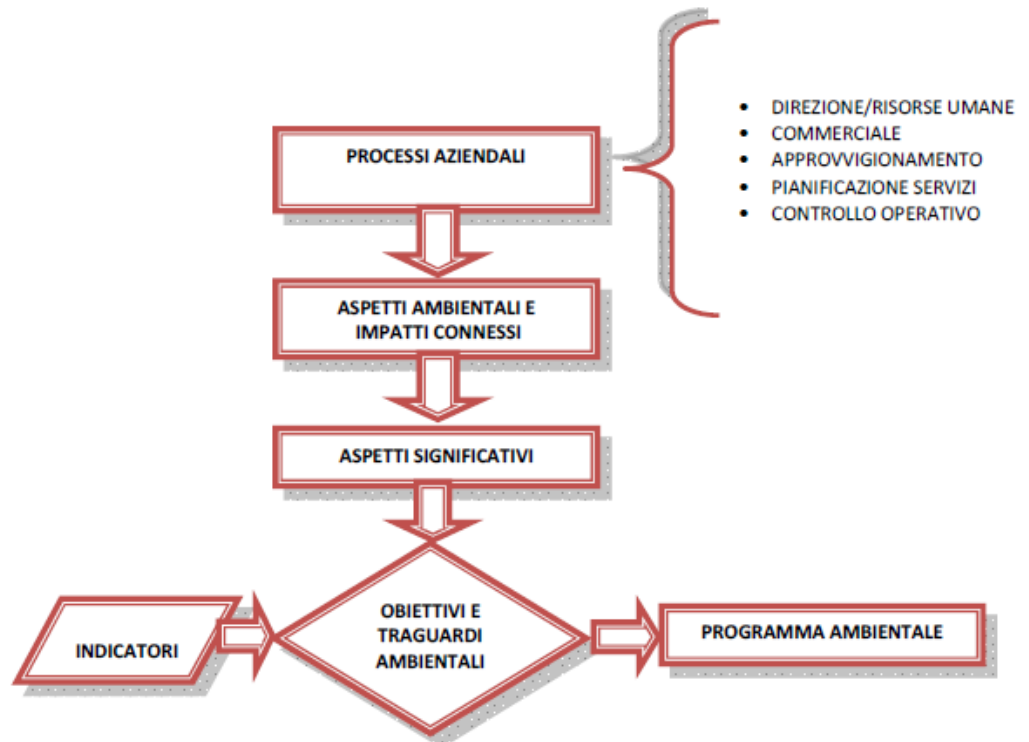 PROCESSI AZIENDALI
• DIREZIONE/RISORSE UMANE
• COMMERCIALE
• APPROVVIGIONAMENTO
• PIANIFICAZIONE SERVIZI
• CONTROLLO OPERATIVO
ASPETTI AMBIENTALI E
IMPATTI CONNESSI
ASPETTI SIGNIFICATIVI
INDICATORI
OBIETTIVI E
TRAGUARDI
AMBIENTALI
PROGRAMMA AMBIENTALE